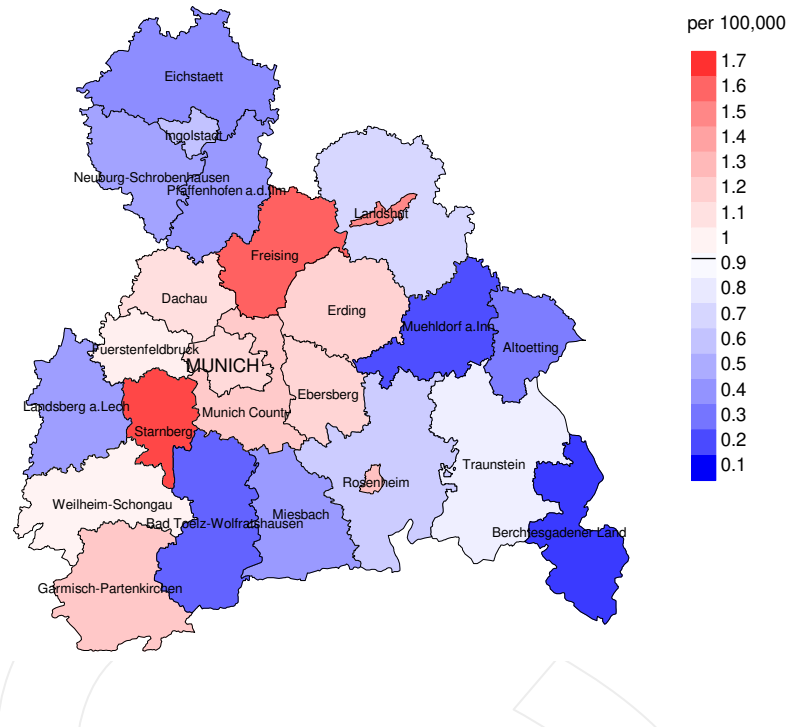 per 100,000
1.7
1.6
1.5
1.4
1.3
1.2
1.1
1
0.9
0.8
0.7
0.6
0.5
0.4
0.3
0.2
0.1
Eichstaett
Ingolstadt
Neuburg-Schrobenhausen
Pfaffenhofen a.d.Ilm
Landshut
Freising
Dachau
Erding
Muehldorf a.Inn
Altoetting
Fuerstenfeldbruck
MUNICH
Ebersberg
Landsberg a.Lech
Munich County
Starnberg
Traunstein
Rosenheim
Weilheim-Schongau
Miesbach
Bad Toelz-Wolfratshausen
Berchtesgadener Land
Garmisch-Partenkirchen